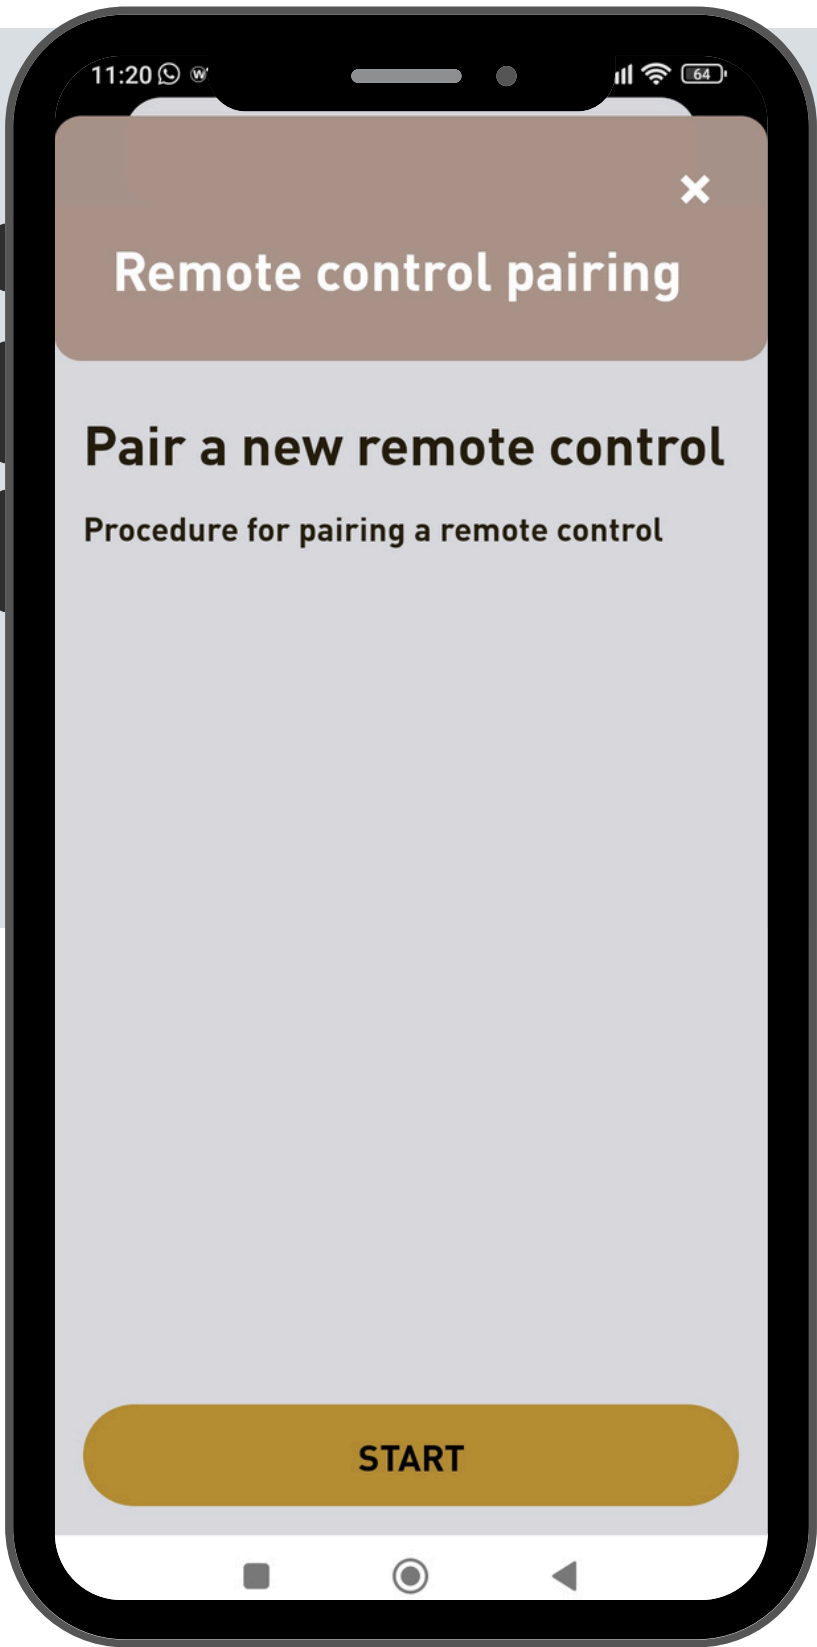 11:20
64
Remote control pairing
Pair a new remote control
Procedure for pairing a remote control
START